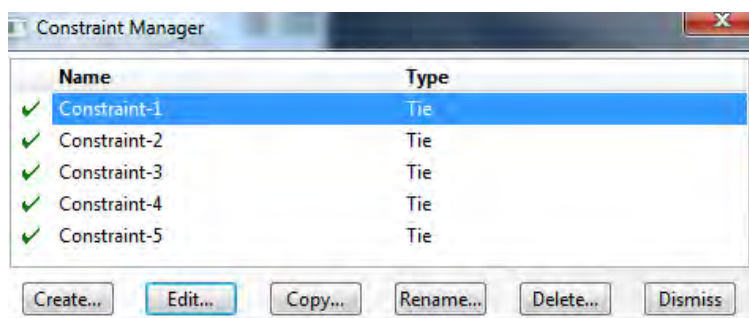 Constraint Manager
Name Type
Constraint-1 Tie
Constraint-2 Tie
Constraint-3 Tie
Constraint-4 Tie
Constraint-5 Tie
Create... Edit... Copy... Rename... Delete... Dismiss